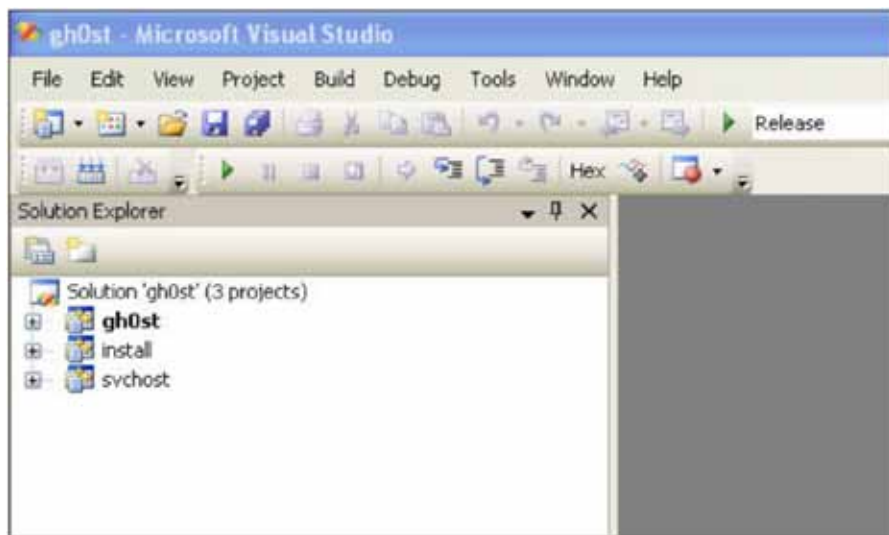 gh0st - Microsoft Visual Studio
File Edit View Project Build Debug Tools Window Help
Release
Hex
Solution Explorer
Solution 'gh0st' (3 projects)
gh0st
install
svchost